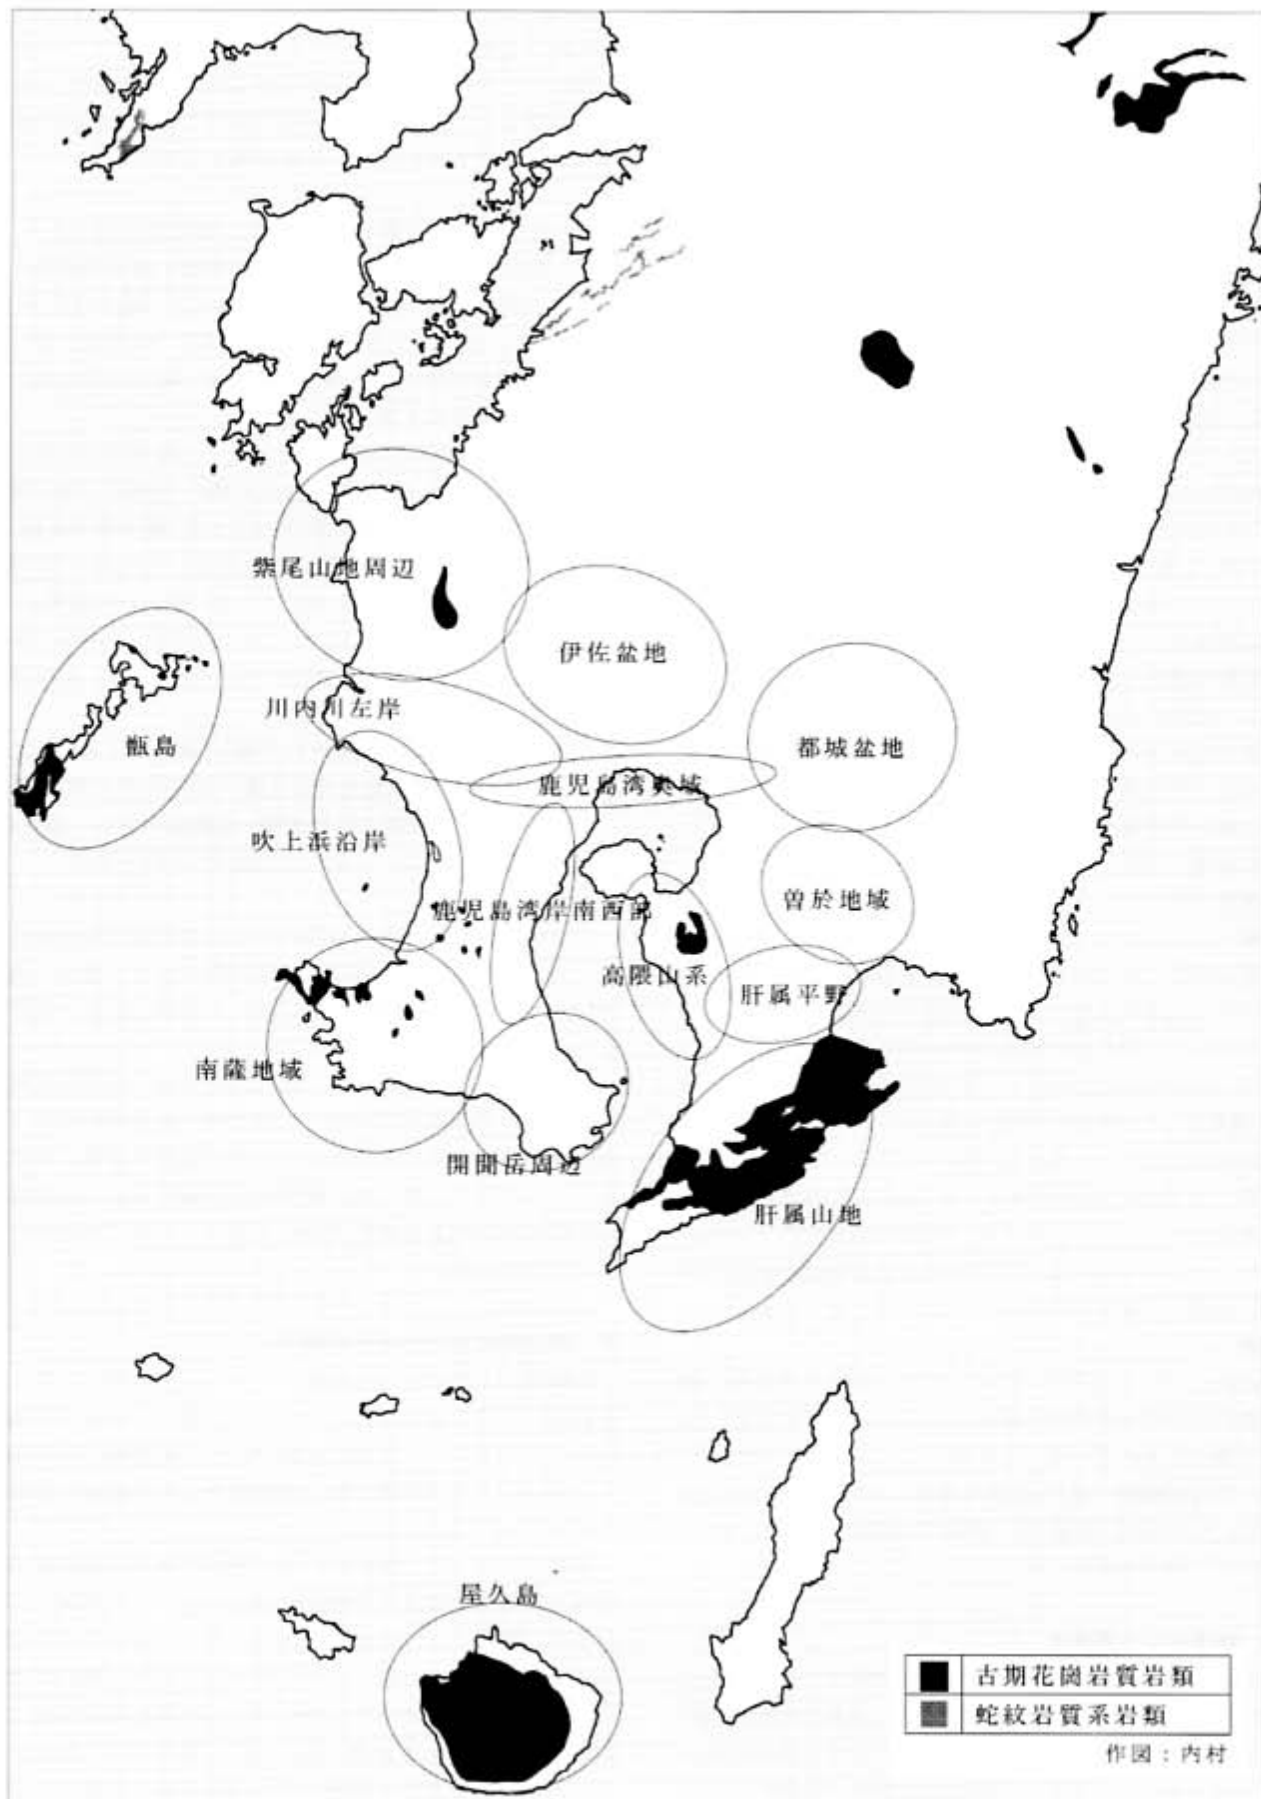 紫尾山地周辺
伊佐盆地
川内川左岸
甑島
都城盆地
鹿児島湾奥域
吹上浜沿岸
曽於地域
鹿児島湾岸南西部
高隈山系
肝属平野
南薩地域
開聞岳周辺
肝属山地
屋久島
古期花崗岩質岩類
蛇紋岩質系岩類
作図：内村